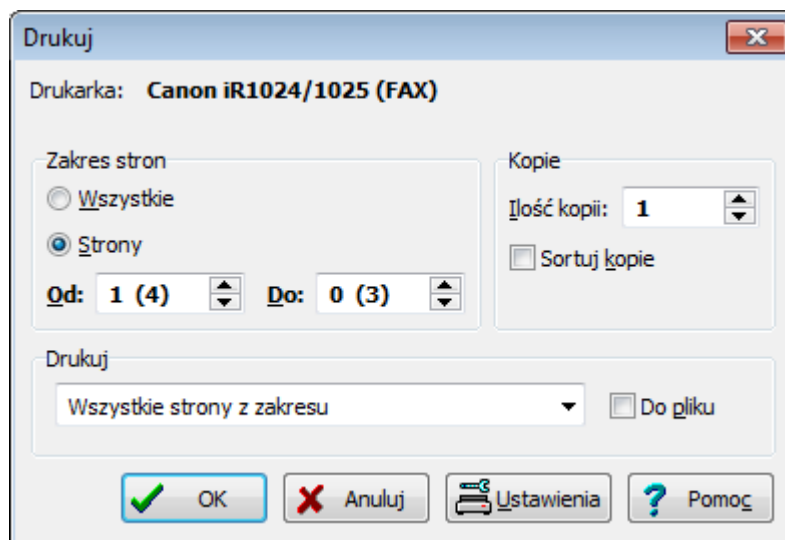 Drukuj
Drukarka: Canon iR1024/1025 (FAX)
Zakres stron
Wszystkie
Strony
Od: 1 (4) Do: 0 (3)
Kopie
Ilość kopii: 1
Sortuj kopie
Drukuj
Wszystkie strony z zakresu Do pliku
OK Anuluj Ustawienia Pomoc